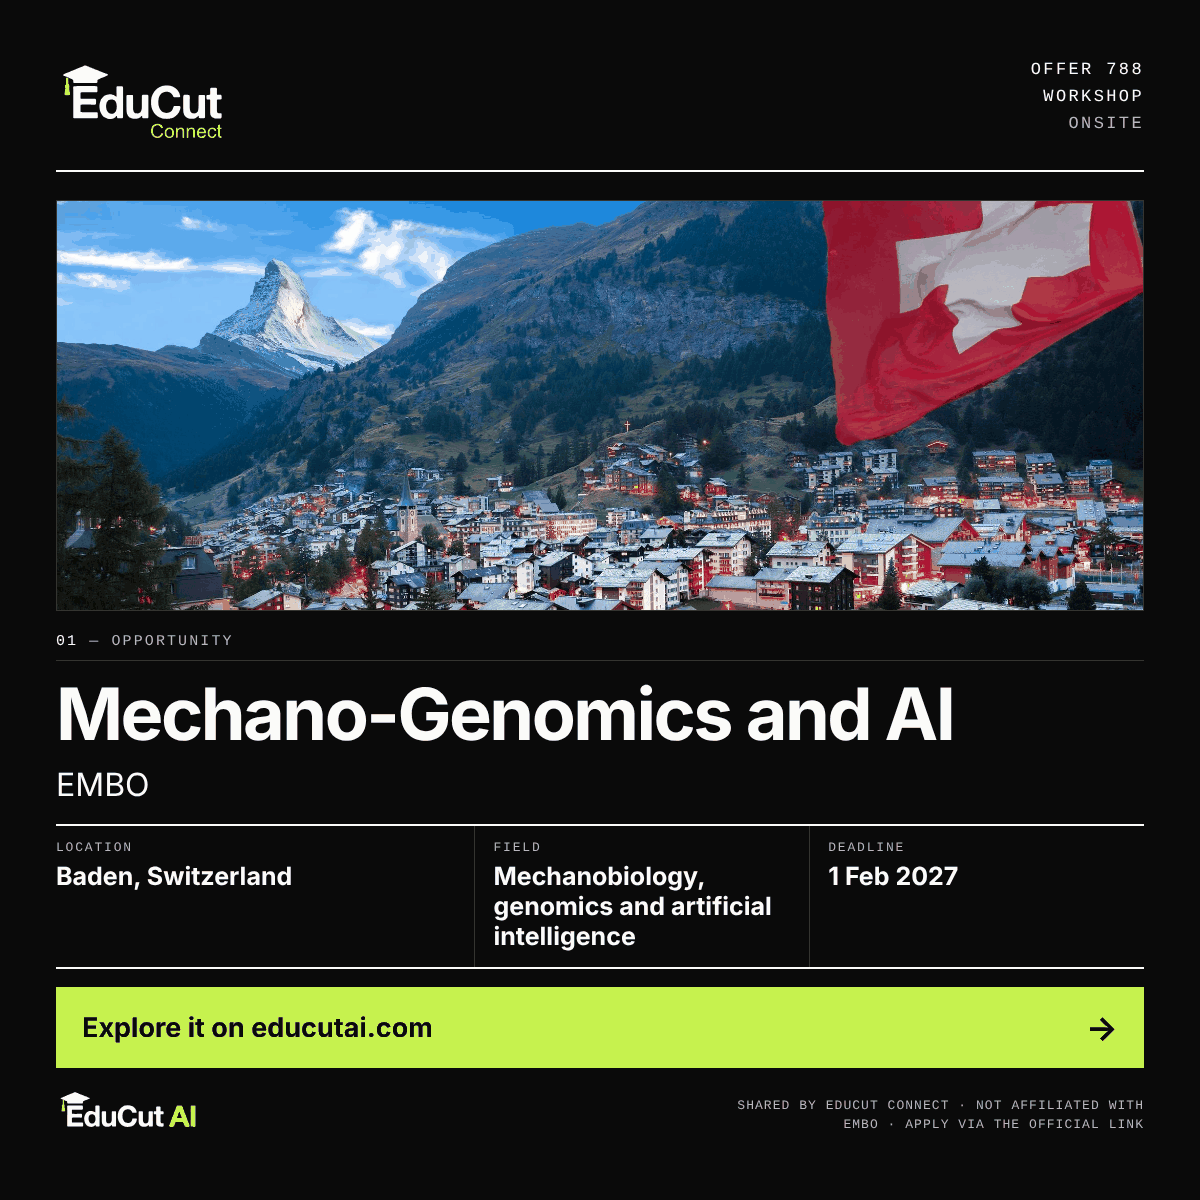 EduCut
Connect
OFFER 788
WORKSHOP
ONSITE
01 — OPPORTUNITY
Mechano-Genomics and AI
EMBO
LOCATION
Baden, Switzerland
FIELD
Mechanobiology,
genomics and artificial
intelligence
DEADLINE
1 Feb 2027
Explore it on educutai.com →
EduCut AI
SHARED BY EDUCUT CONNECT · NOT AFFILIATED WITH
EMBO · APPLY VIA THE OFFICIAL LINK